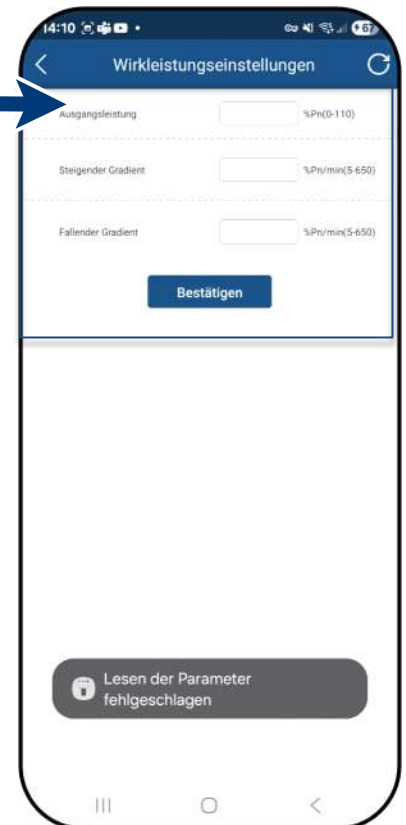 14:10
67
Wirkleistungseinstellungen
Ausgangsleistung %Pn(0-110)
Steigender Gradient %Pn/min(5-650)
Fallender Gradient %Pn/min(5-650)
Bestätigen
Lesen der Parameter
fehlgeschlagen